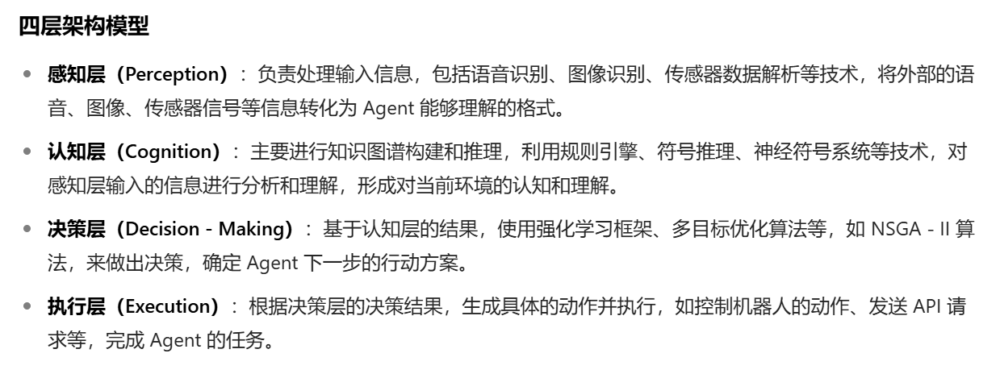 四层架构模型
感知层（Perception）：负责处理输入信息，包括语音识别、图像识别、传感器数据解析等技术，将外部的语
音、图像、传感器信号等信息转化为 Agent 能够理解的格式。
认知层（Cognition）：主要进行知识图谱构建和推理，利用规则引擎、符号推理、神经符号系统等技术，对
感知层输入的信息进行分析和理解，形成对当前环境的认知和理解。
决策层（Decision - Making）：基于认知层的结果，使用强化学习框架、多目标优化算法等，如 NSGA - II 算
法，来做出决策，确定 Agent 下一步的行动方案。
执行层（Execution）：根据决策层的决策结果，生成具体的动作并执行，如控制机器人的动作、发送 API 请
求等，完成 Agent 的任务。